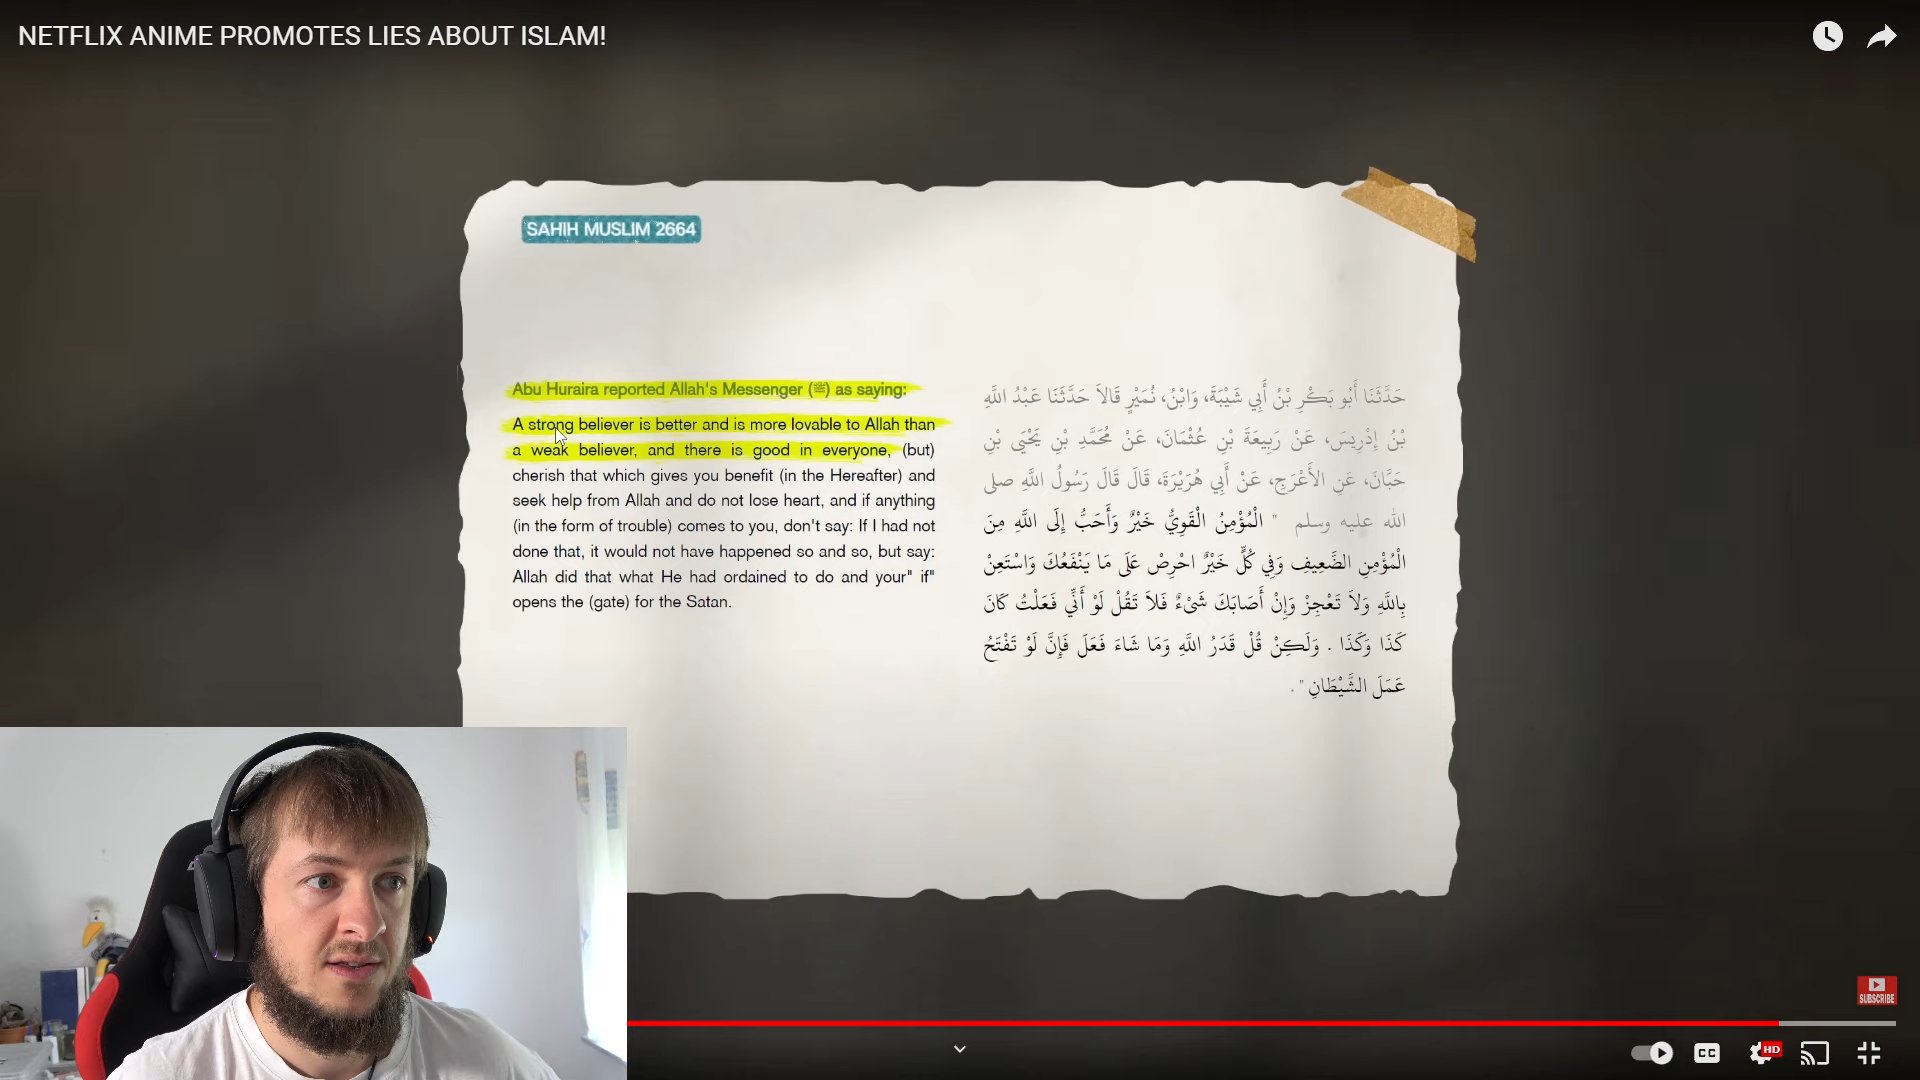 NETFLIX ANIME PROMOTES LIES ABOUT ISLAM!
SAHIH MUSLIM 2664
Abu Huraira reported Allah's Messenger (ﷺ) as saying:
A strong believer is better and is more lovable to Allah than
a weak believer, and there is good in everyone, (but)
cherish that which gives you benefit (in the Hereafter) and
seek help from Allah and do not lose heart, and if anything
(in the form of trouble) comes to you, don't say: If I had not
done that, it would not have happened so and so, but say:
Allah did that what He had ordained to do and your" if"
opens the (gate) for the Satan.
حَدَّثَنَا أَبُو بَكْرِ بْنُ أَبِي شَيْبَةَ، وَابْنُ، نُمَيْرٍ قَالاَ حَدَّثَنَا عَبْدُ اللَّهِ
بْنُ إِدْرِيسَ، عَنْ رَبِيعَةَ بْنِ عُثْمَانَ، عَنْ مُحَمَّدِ بْنِ يَحْيَى بْنِ
حَبَّانَ، عَنِ الأَعْرَجِ، عَنْ أَبِي هُرَيْرَةَ، قَالَ قَالَ رَسُولُ اللَّهِ صلى
الله عليه وسلم " الْمُؤْمِنُ الْقَوِيُّ خَيْرٌ وَأَحَبُّ إِلَى اللَّهِ مِنَ
الْمُؤْمِنِ الضَّعِيفِ وَفِي كُلٍّ خَيْرٌ احْرِصْ عَلَى مَا يَنْفَعُكَ وَاسْتَعِنْ
بِاللَّهِ وَلاَ تَعْجِزْ وَإِنْ أَصَابَكَ شَىْءٌ فَلاَ تَقُلْ لَوْ أَنِّي فَعَلْتُ كَانَ
كَذَا وَكَذَا . وَلَكِنْ قُلْ قَدَرُ اللَّهِ وَمَا شَاءَ فَعَلَ فَإِنَّ لَوْ تَفْتَحُ
عَمَلَ الشَّيْطَانِ " .
SUBSCRIBE
CC
HD